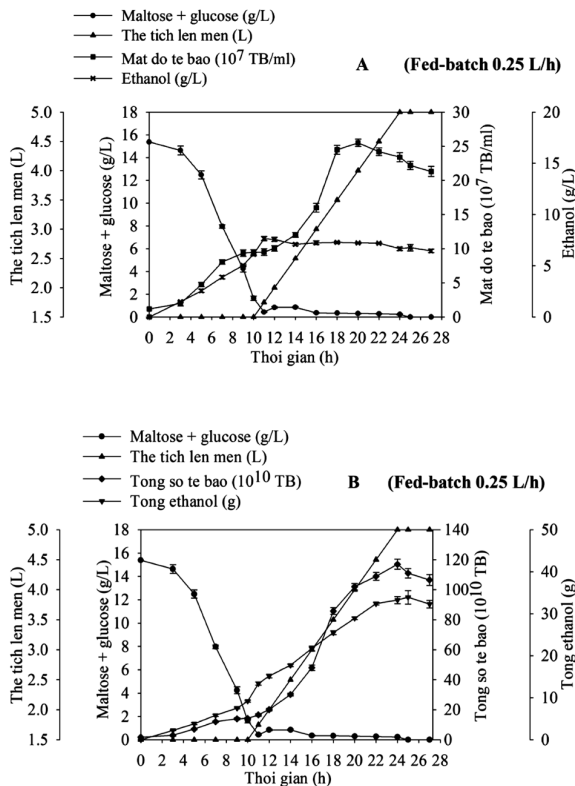 Maltose + glucose (g/L)
The tich len men (L)
Mat do te bao (10⁷ TB/ml)
Ethanol (g/L)
A (Fed-batch 0.25 L/h)
5.0 18 30 20
4.5 16 25
4.0 14 15
3.5 12 20
3.0 10 15 10
2.5 8 10
2.0 6 5
1.5 4 5
2 0
0 0
The tich len men (L)
Maltose + glucose (g/L)
Mat do te bao (10⁷ TB/ml)
Ethanol (g/L)
0 2 4 6 8 10 12 14 16 18 20 22 24 26 28
Thoi gian (h)
Maltose + glucose (g/L)
The tich len men (L)
Tong so te bao (10¹⁰ TB)
Tong ethanol (g)
B (Fed-batch 0.25 L/h)
5.0 18 140 50
4.5 16 120
4.0 14 100 40
3.5 12 80 30
3.0 10 60
2.5 8 40 20
2.0 6 20 10
1.5 4 0 0
2
0
The tich len men (L)
Maltose + glucose (g/L)
Tong so te bao (10¹⁰ TB)
Tong ethanol (g)
0 2 4 6 8 10 12 14 16 18 20 22 24 26 28
Thoi gian (h)